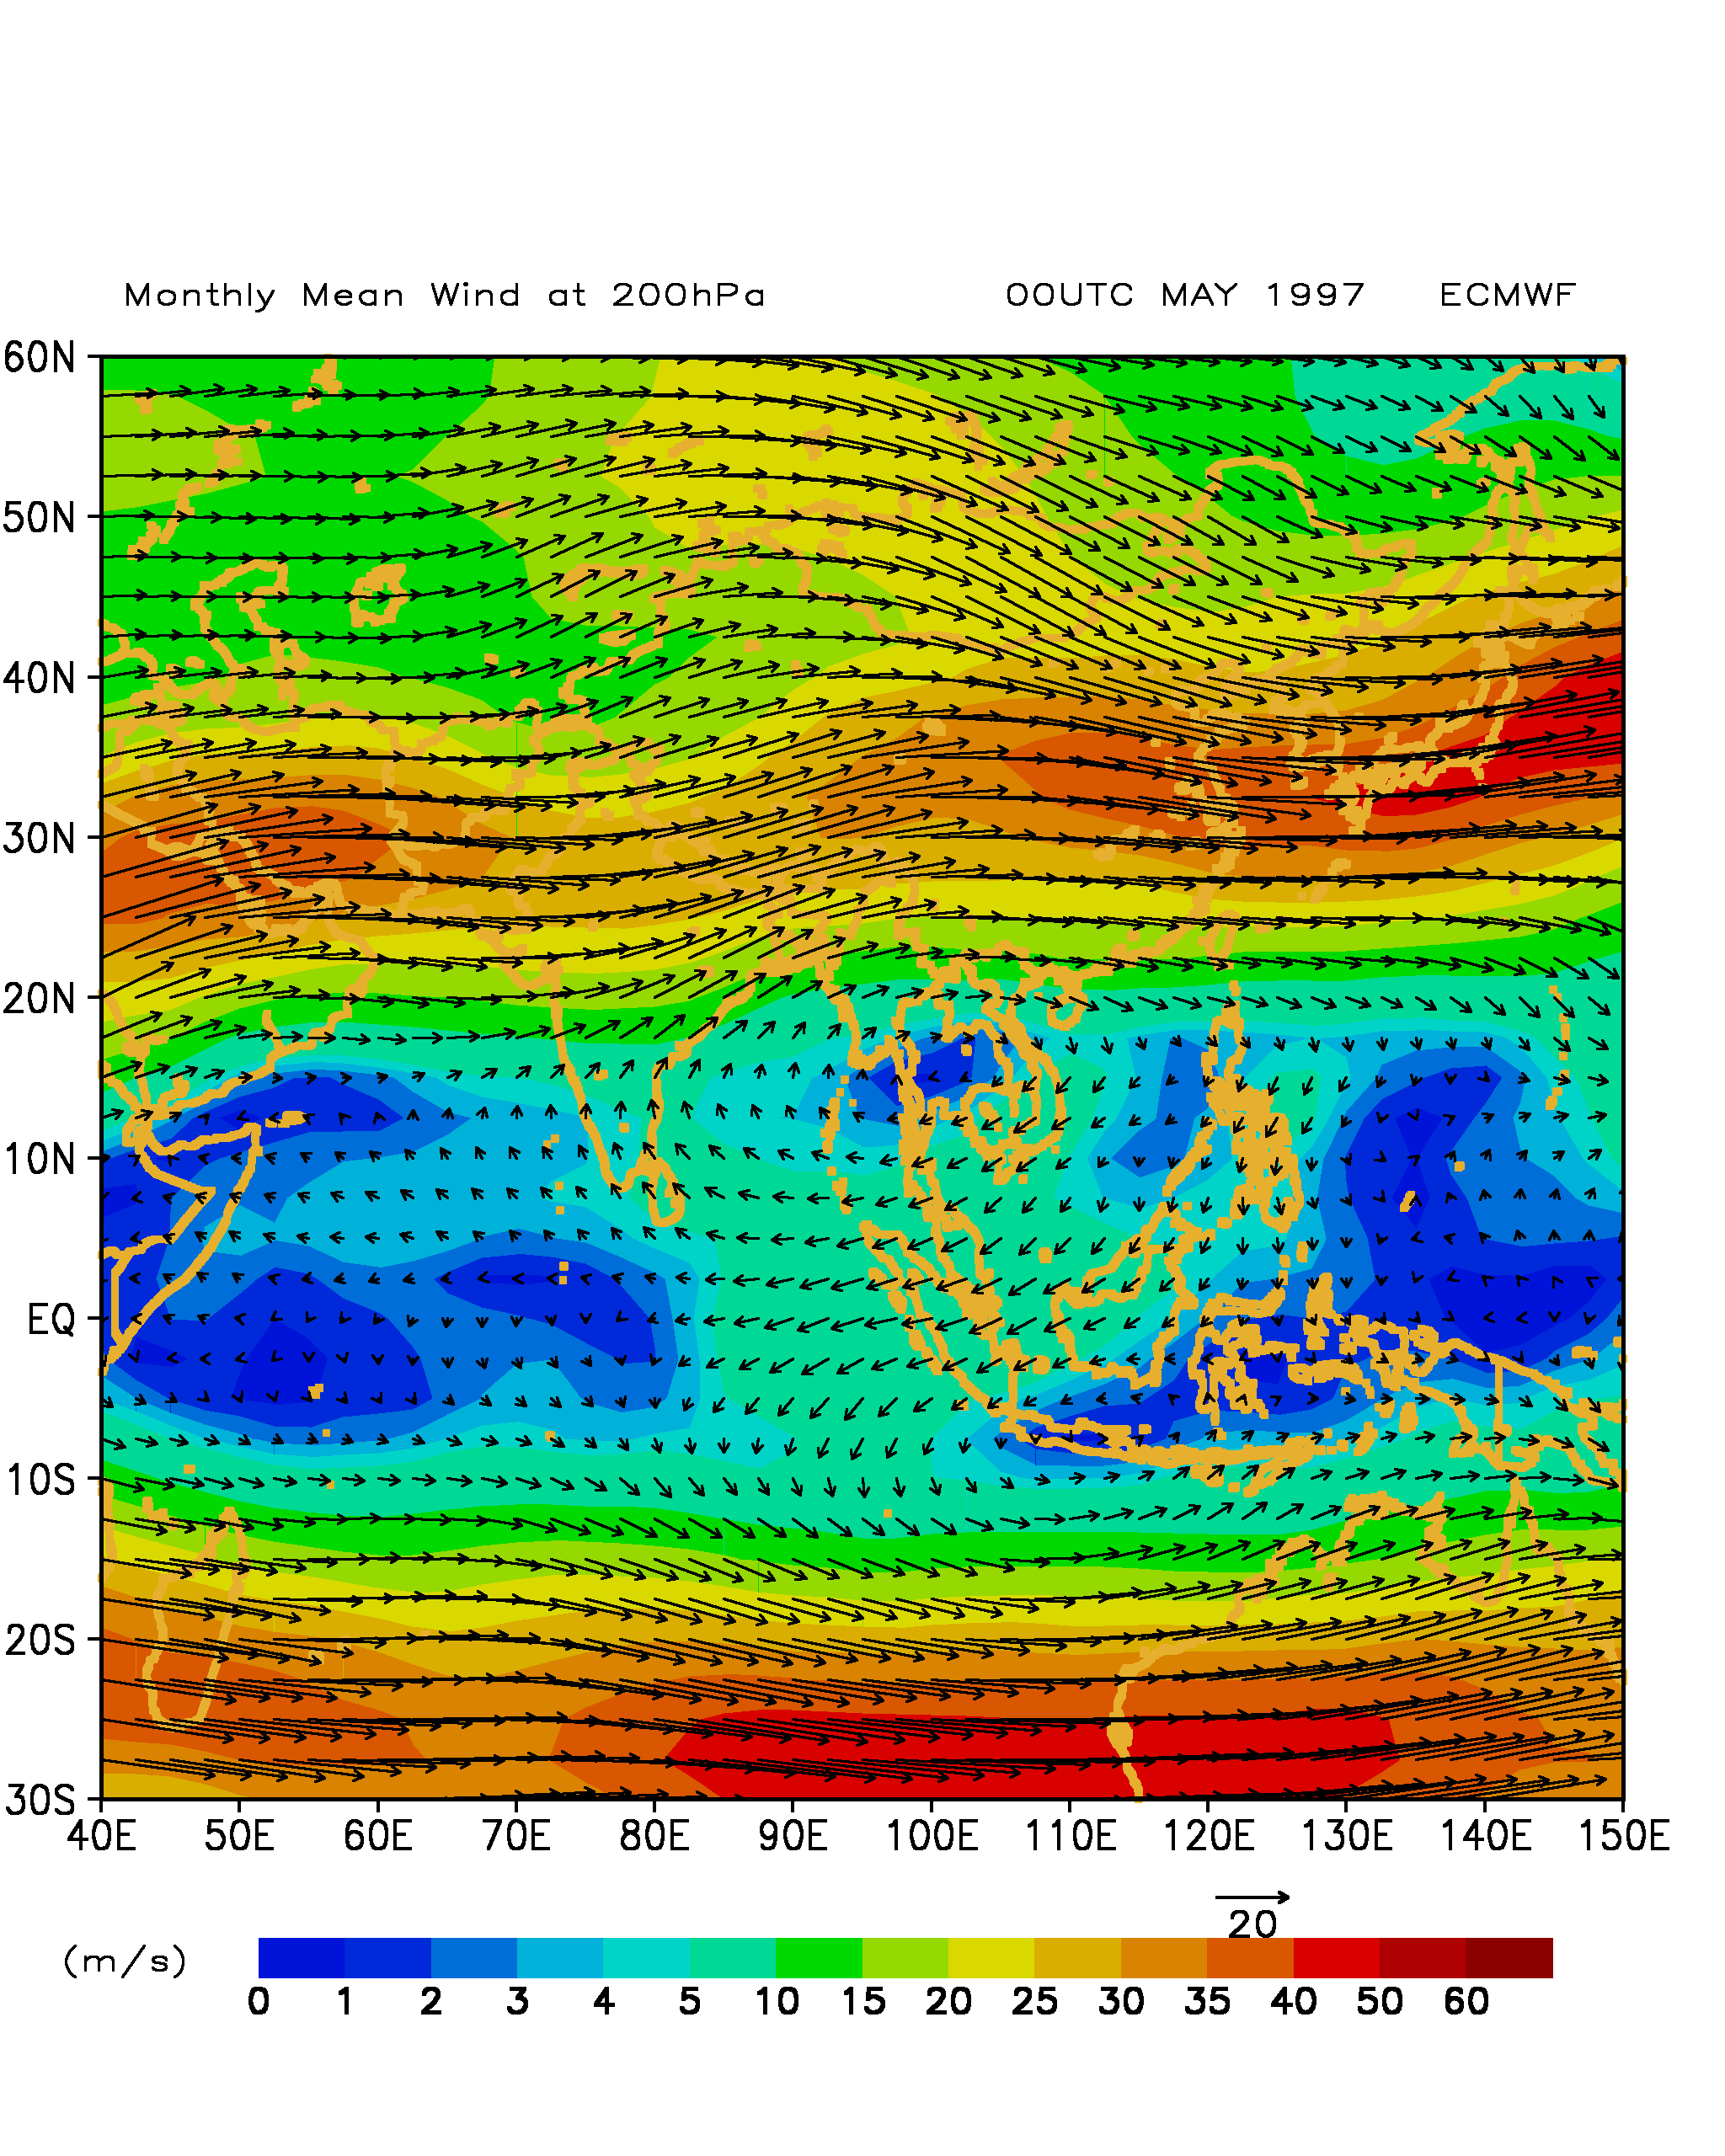 Monthly Mean Wind at 200hPa 00UTC MAY 1997 ECMWF
60N
50N
40N
30N
20N
10N
EQ
10S
20S
30S
40E 50E 60E 70E 80E 90E 100E 110E 120E 130E 140E 150E
20
(m/s)
0 1 2 3 4 5 10 15 20 25 30 35 40 50 60